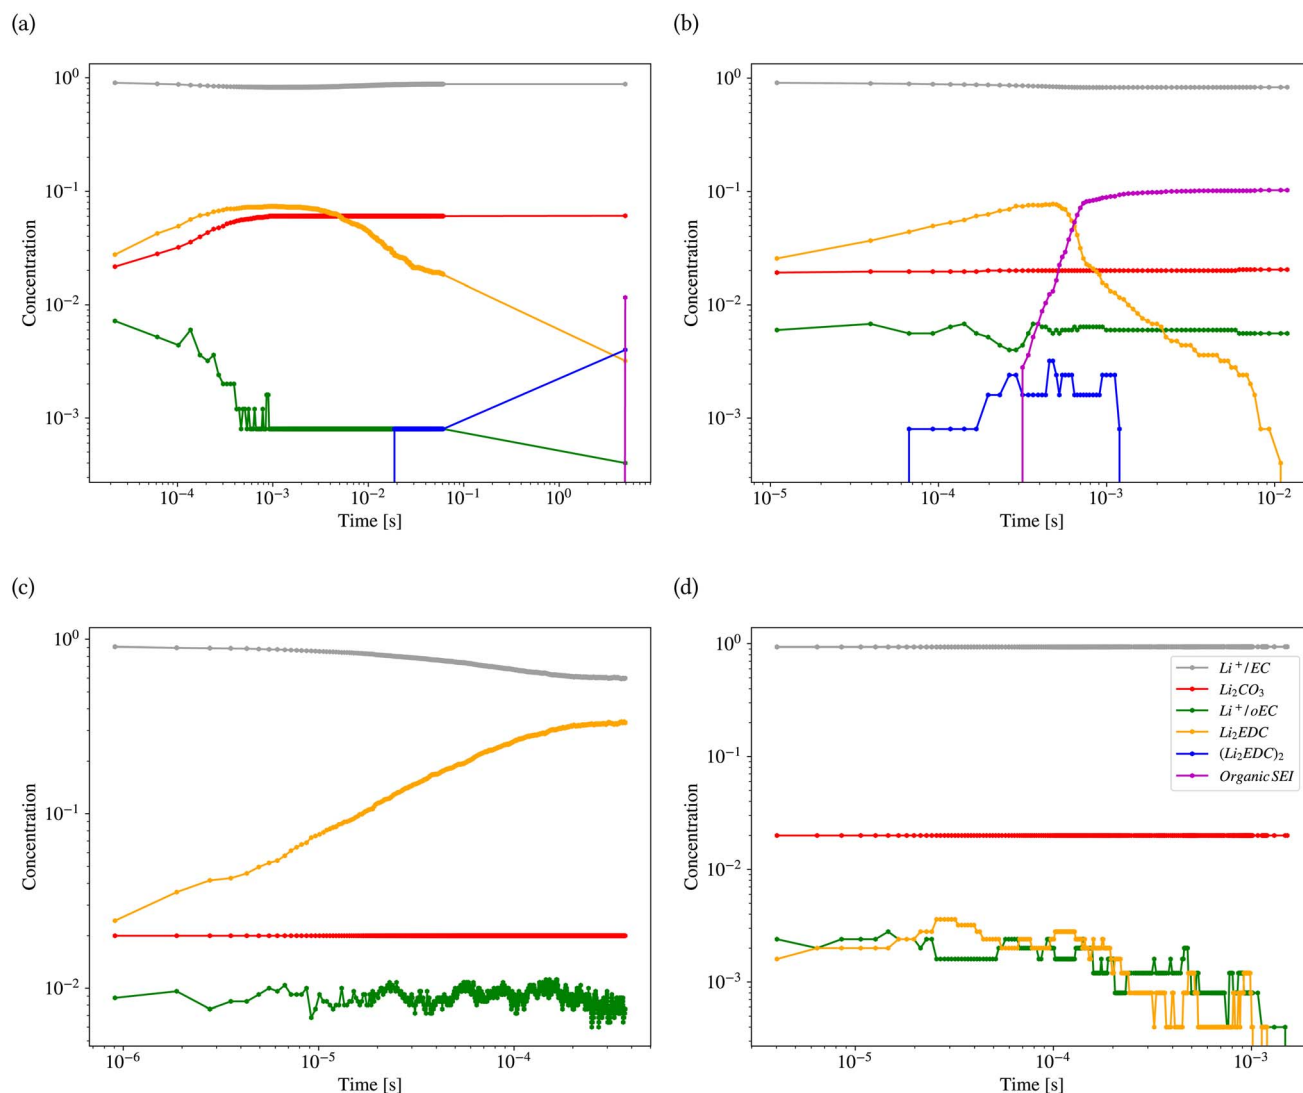 (a)
10⁰
10⁻¹
10⁻²
10⁻³
Concentration
10⁻⁴ 10⁻³ 10⁻² 10⁻¹ 10⁰
Time [s]
(b)
10⁰
10⁻¹
10⁻²
10⁻³
Concentration
10⁻⁵ 10⁻⁴ 10⁻³ 10⁻²
Time [s]
(c)
10⁰
10⁻¹
10⁻²
Concentration
10⁻⁶ 10⁻⁵ 10⁻⁴
Time [s]
(d)
10⁰
10⁻¹
10⁻²
10⁻³
Concentration
Li⁺/EC
Li₂CO₃
Li⁺/oEC
Li₂EDC
(Li₂EDC)₂
Organic SEI
10⁻⁵ 10⁻⁴ 10⁻³
Time [s]